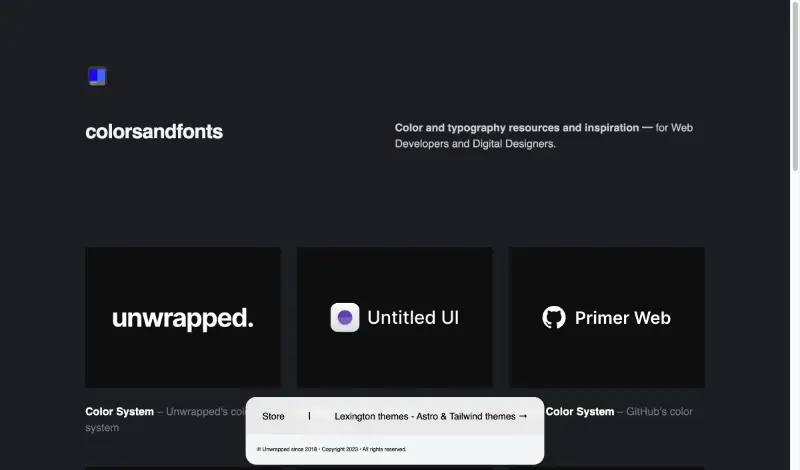 colorsandfonts
Color and typography resources and inspiration — for Web
Developers and Digital Designers.
unwrapped.
Untitled UI
Primer Web
Color System – Unwrapped's
system
Color System – GitHub's color
Store | Lexington themes - Astro & Tailwind themes →
© Unwrapped since 2018 • Copyright 2023 • All rights reserved.